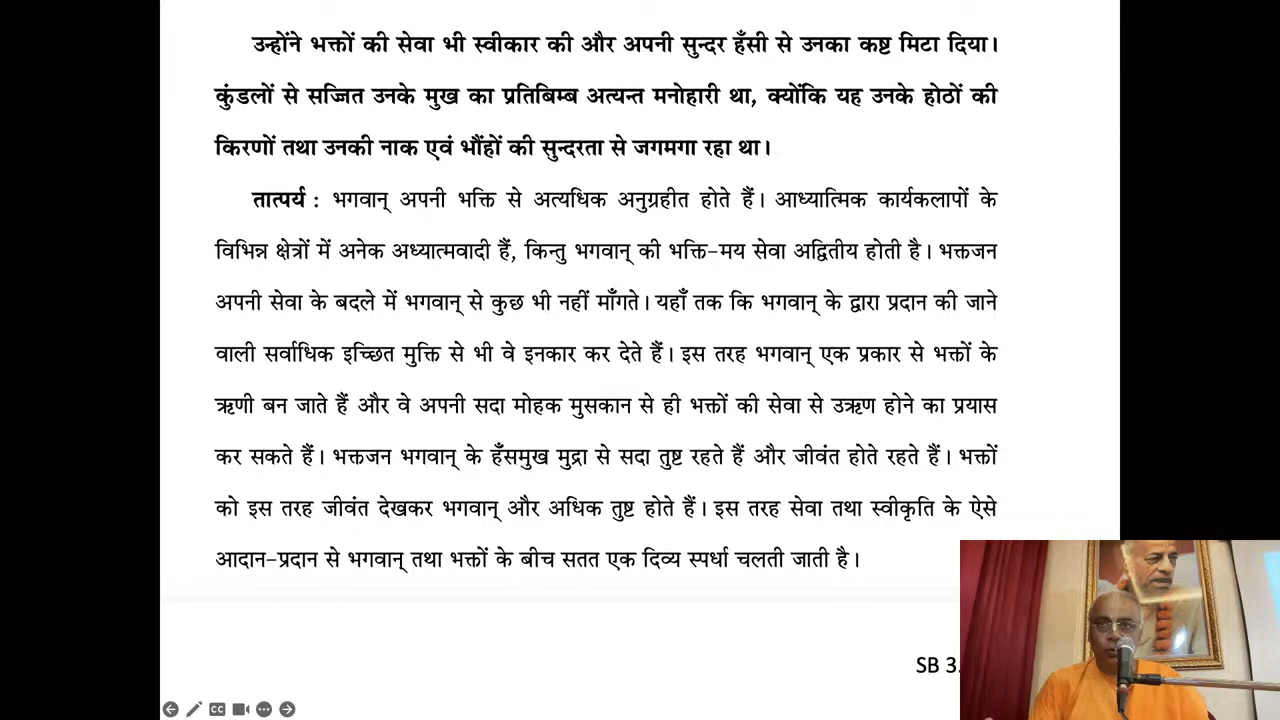 उन्होंने भक्तों की सेवा भी स्वीकार की और अपनी सुन्दर हँसी से उनका कष्ट मिटा दिया।
कुंडलों से सज्जित उनके मुख का प्रतिबिम्ब अत्यन्त मनोहारी था, क्योंकि यह उनके होठों की
किरणों तथा उनकी नाक एवं भौंहों की सुन्दरता से जगमगा रहा था।
तात्पर्य : भगवान् अपनी भक्ति से अत्यधिक अनुग्रहीत होते हैं। आध्यात्मिक कार्यकलापों के
विभिन्न क्षेत्रों में अनेक अध्यात्मवादी हैं, किन्तु भगवान् की भक्ति-मय सेवा अद्वितीय होती है। भक्तजन
अपनी सेवा के बदले में भगवान् से कुछ भी नहीं माँगते। यहाँ तक कि भगवान् के द्वारा प्रदान की जाने
वाली सर्वाधिक इच्छित मुक्ति से भी वे इनकार कर देते हैं। इस तरह भगवान् एक प्रकार से भक्तों के
ऋणी बन जाते हैं और वे अपनी सदा मोहक मुसकान से ही भक्तों की सेवा से उऋण होने का प्रयास
कर सकते हैं। भक्तजन भगवान् के हँसमुख मुद्रा से सदा तुष्ट रहते हैं और जीवंत होते रहते हैं। भक्तों
को इस तरह जीवंत देखकर भगवान् और अधिक तुष्ट होते हैं। इस तरह सेवा तथा स्वीकृति के ऐसे
आदान-प्रदान से भगवान् तथा भक्तों के बीच सतत एक दिव्य स्पर्धा चलती जाती है।
SB 3.
CC